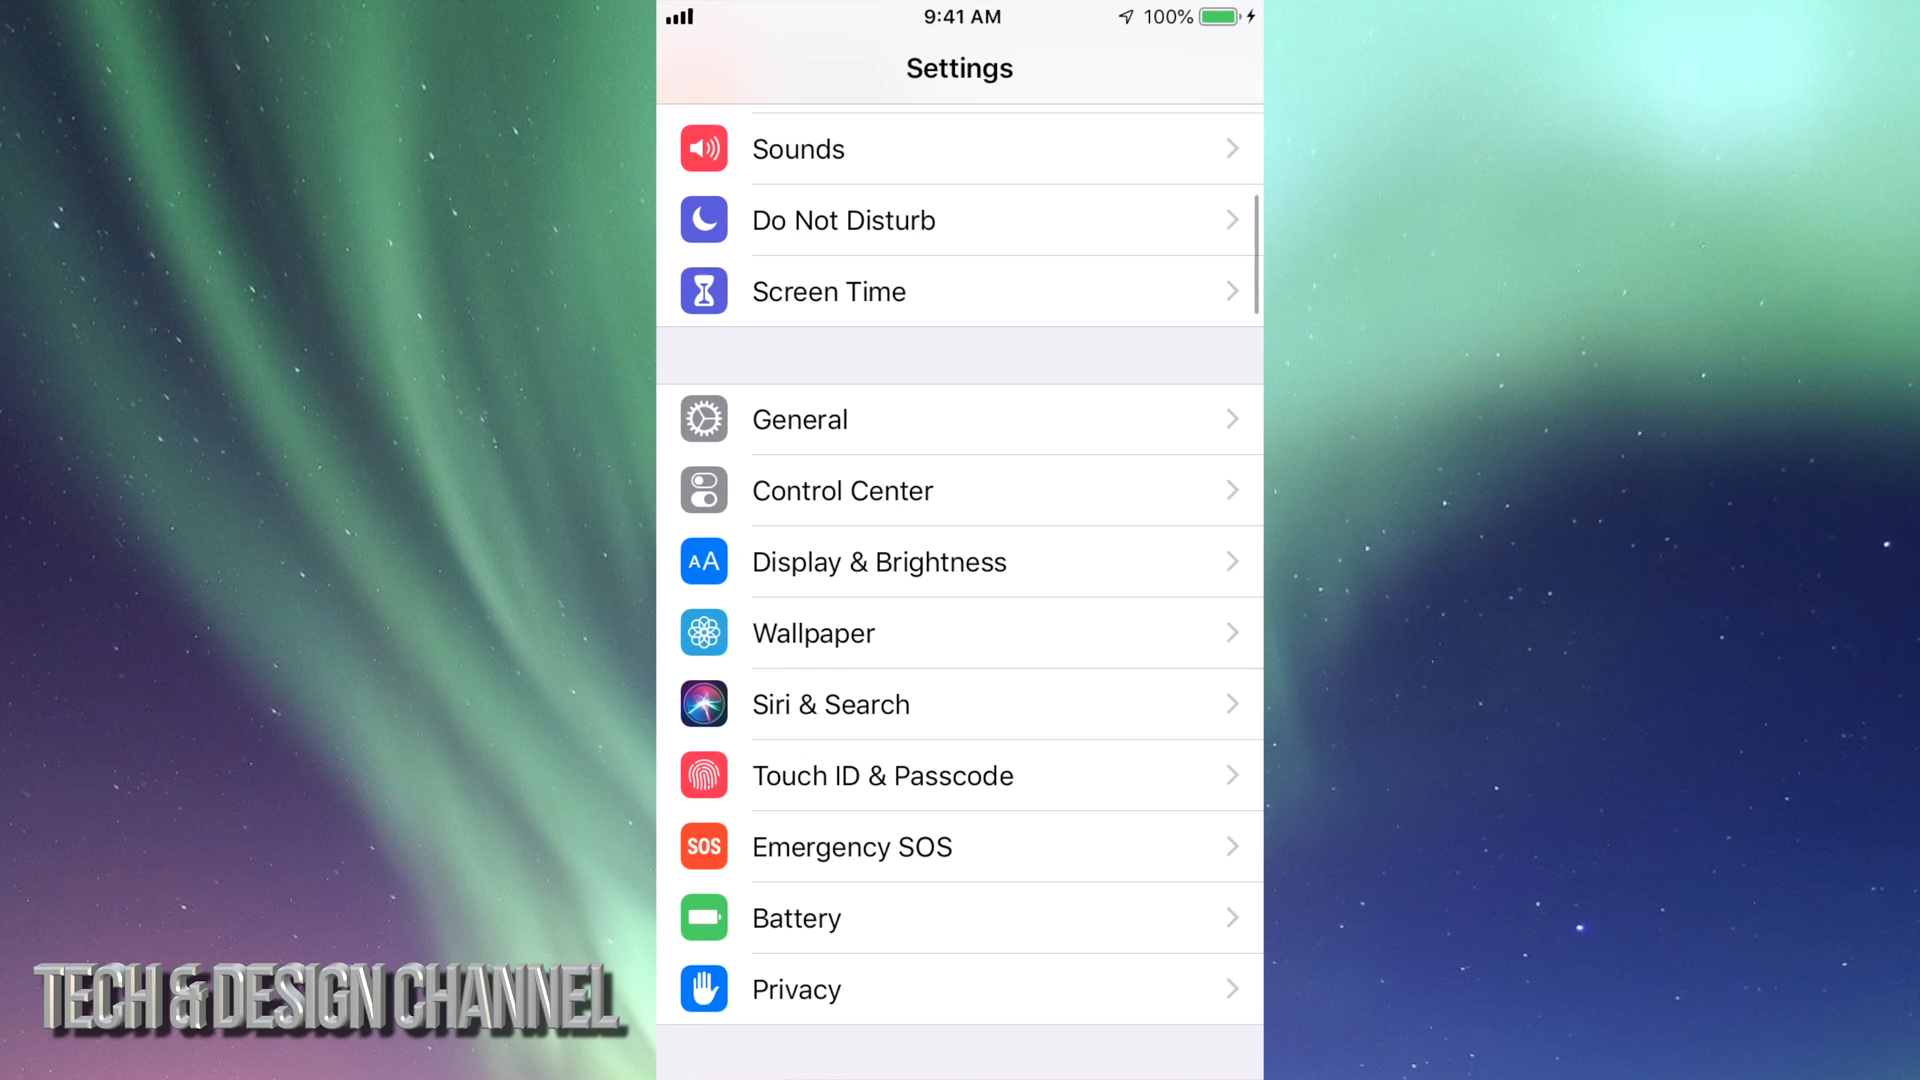 9:41 AM
100%
Settings
Sounds
Do Not Disturb
Screen Time
General
Control Center
AA Display & Brightness
Wallpaper
Siri & Search
Touch ID & Passcode
SOS Emergency SOS
Battery
Privacy
TECH & DESIGN CHANNEL